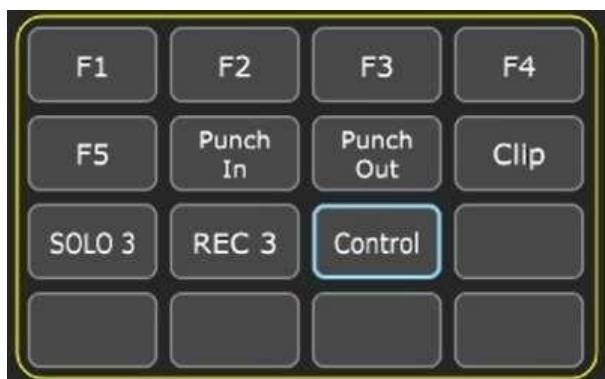 F1 F2 F3 F4
F5 Punch In Punch Out Clip
SOLO 3 REC 3 Control